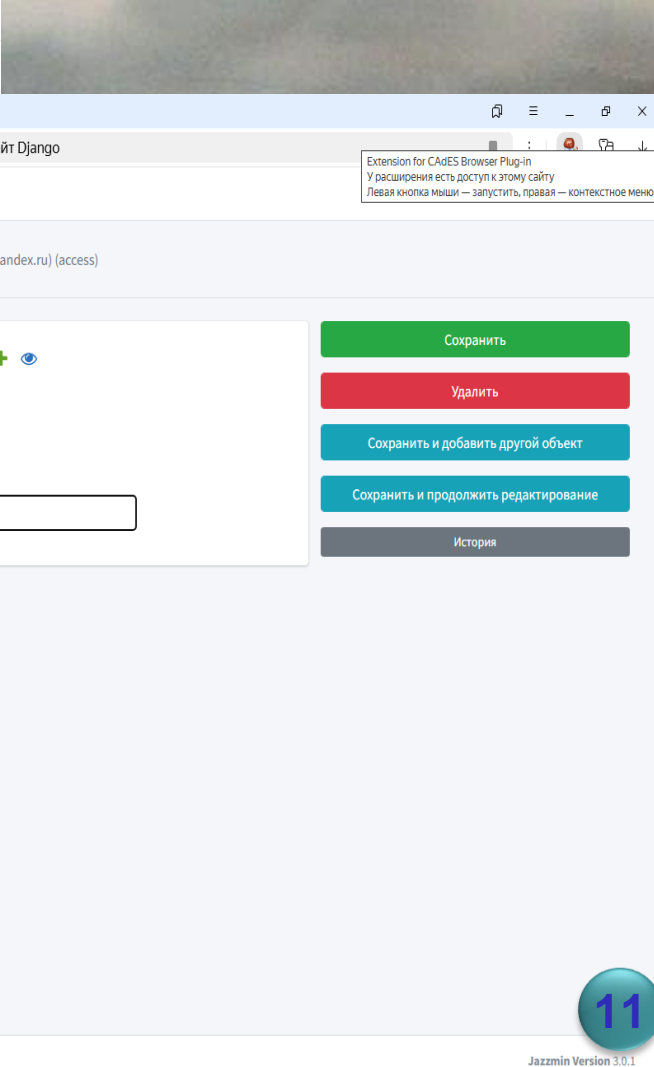 йт Django
Extension for CAdES Browser Plug-in
У расширения есть доступ к этому сайту
Левая кнопка мыши — запустить, правая — контекстное меню
andex.ru) (access)
Сохранить
Удалить
Сохранить и добавить другой объект
Сохранить и продолжить редактирование
История
11
Jazzmin Version 3.0.1